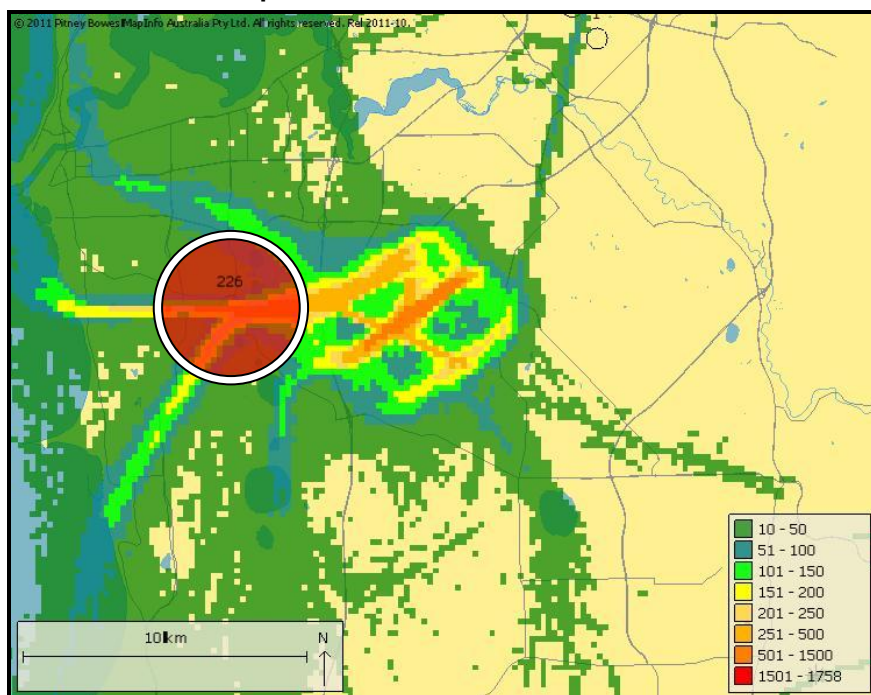 © 2011 Pitney Bowes MapInfo Australia Pty Ltd. All rights reserved. Rel 2011-10.
1
226
10 km
N
10 - 50
51 - 100
101 - 150
151 - 200
201 - 250
251 - 500
501 - 1500
1501 - 1758